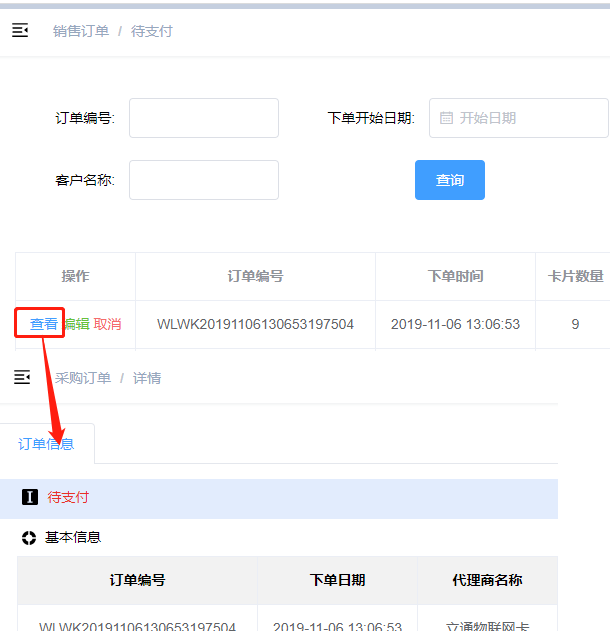 销售订单 / 待支付
订单编号: 下单开始日期: 开始日期
客户名称: 查询
操作 订单编号 下单时间 卡片数量
查看 编辑 取消 WLWK20191106130653197504 2019-11-06 13:06:53 9
采购订单 / 详情
订单信息
待支付
基本信息
订单编号 下单日期 代理商名称
WLWK20191106130653197504 2019-11-06 13:06:53 立通物联网卡